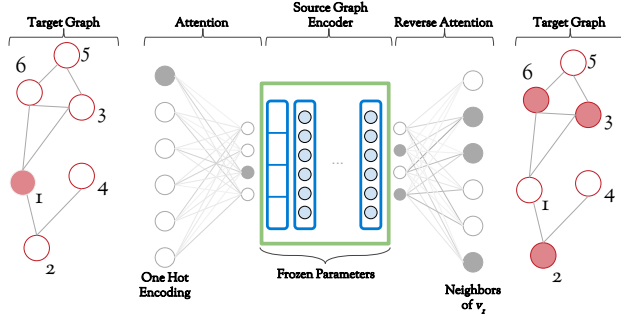 Target Graph
Attention
Source Graph
Encoder
Reverse Attention
Target Graph
5
6
3
1
4
2
One Hot
Encoding
...
Frozen Parameters
Neighbors
of v₁
5
6
3
1
4
2